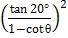 (tan 20° / 1−cotθ)²